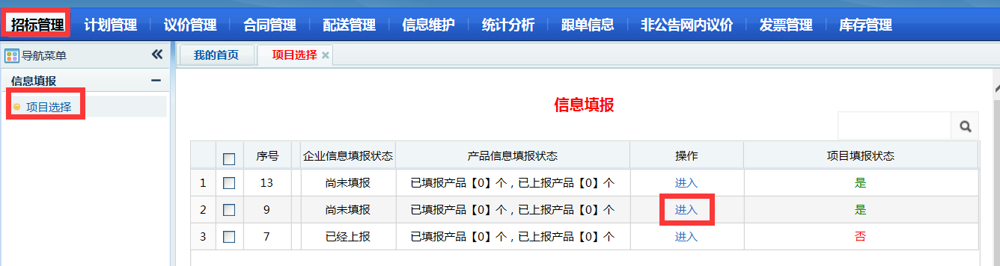 招标管理 计划管理 议价管理 合同管理 配送管理 信息维护 统计分析 跟单信息 非公告网内议价 发票管理 库存管理
导航菜单
我的首页 项目选择
信息填报
项目选择
信息填报
序号 企业信息填报状态 产品信息填报状态 操作 项目填报状态
1 13 尚未填报 已填报产品【0】个，已上报产品【0】个 进入 是
2 9 尚未填报 已填报产品【0】个，已上报产品【0】个 进入 是
3 7 已经上报 已填报产品【0】个，已上报产品【0】个 进入 否